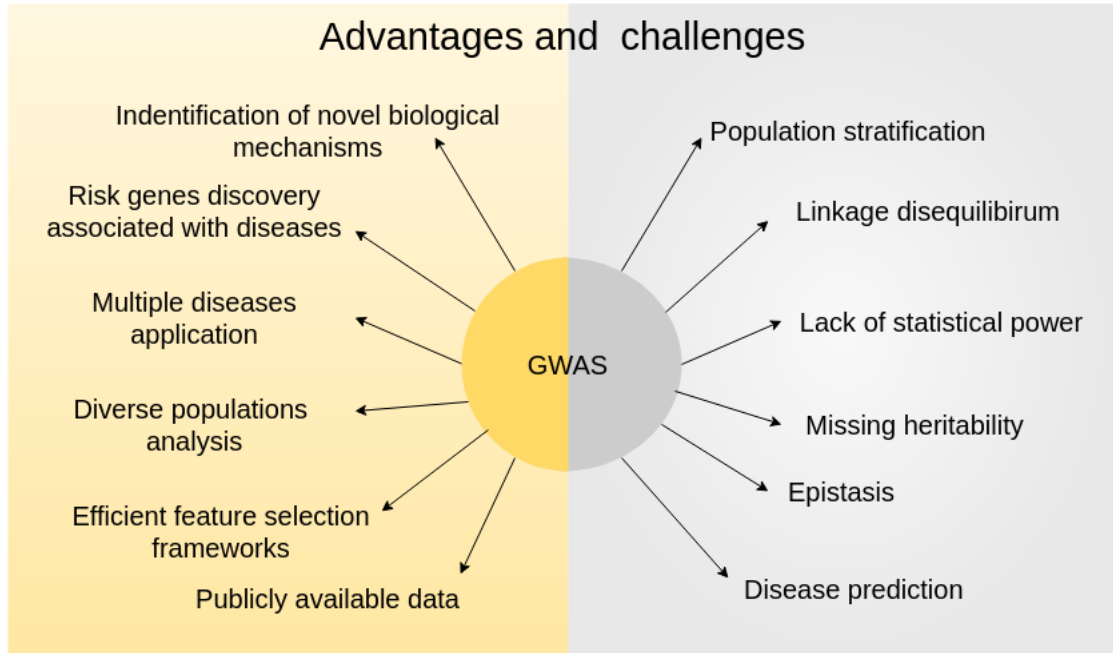 Advantages and challenges
Indentification of novel biological
mechanisms
Risk genes discovery
associated with diseases
Multiple diseases
application
Diverse populations
analysis
Efficient feature selection
frameworks
Publicly available data
GWAS
Population stratification
Linkage disequilibirum
Lack of statistical power
Missing heritability
Epistasis
Disease prediction